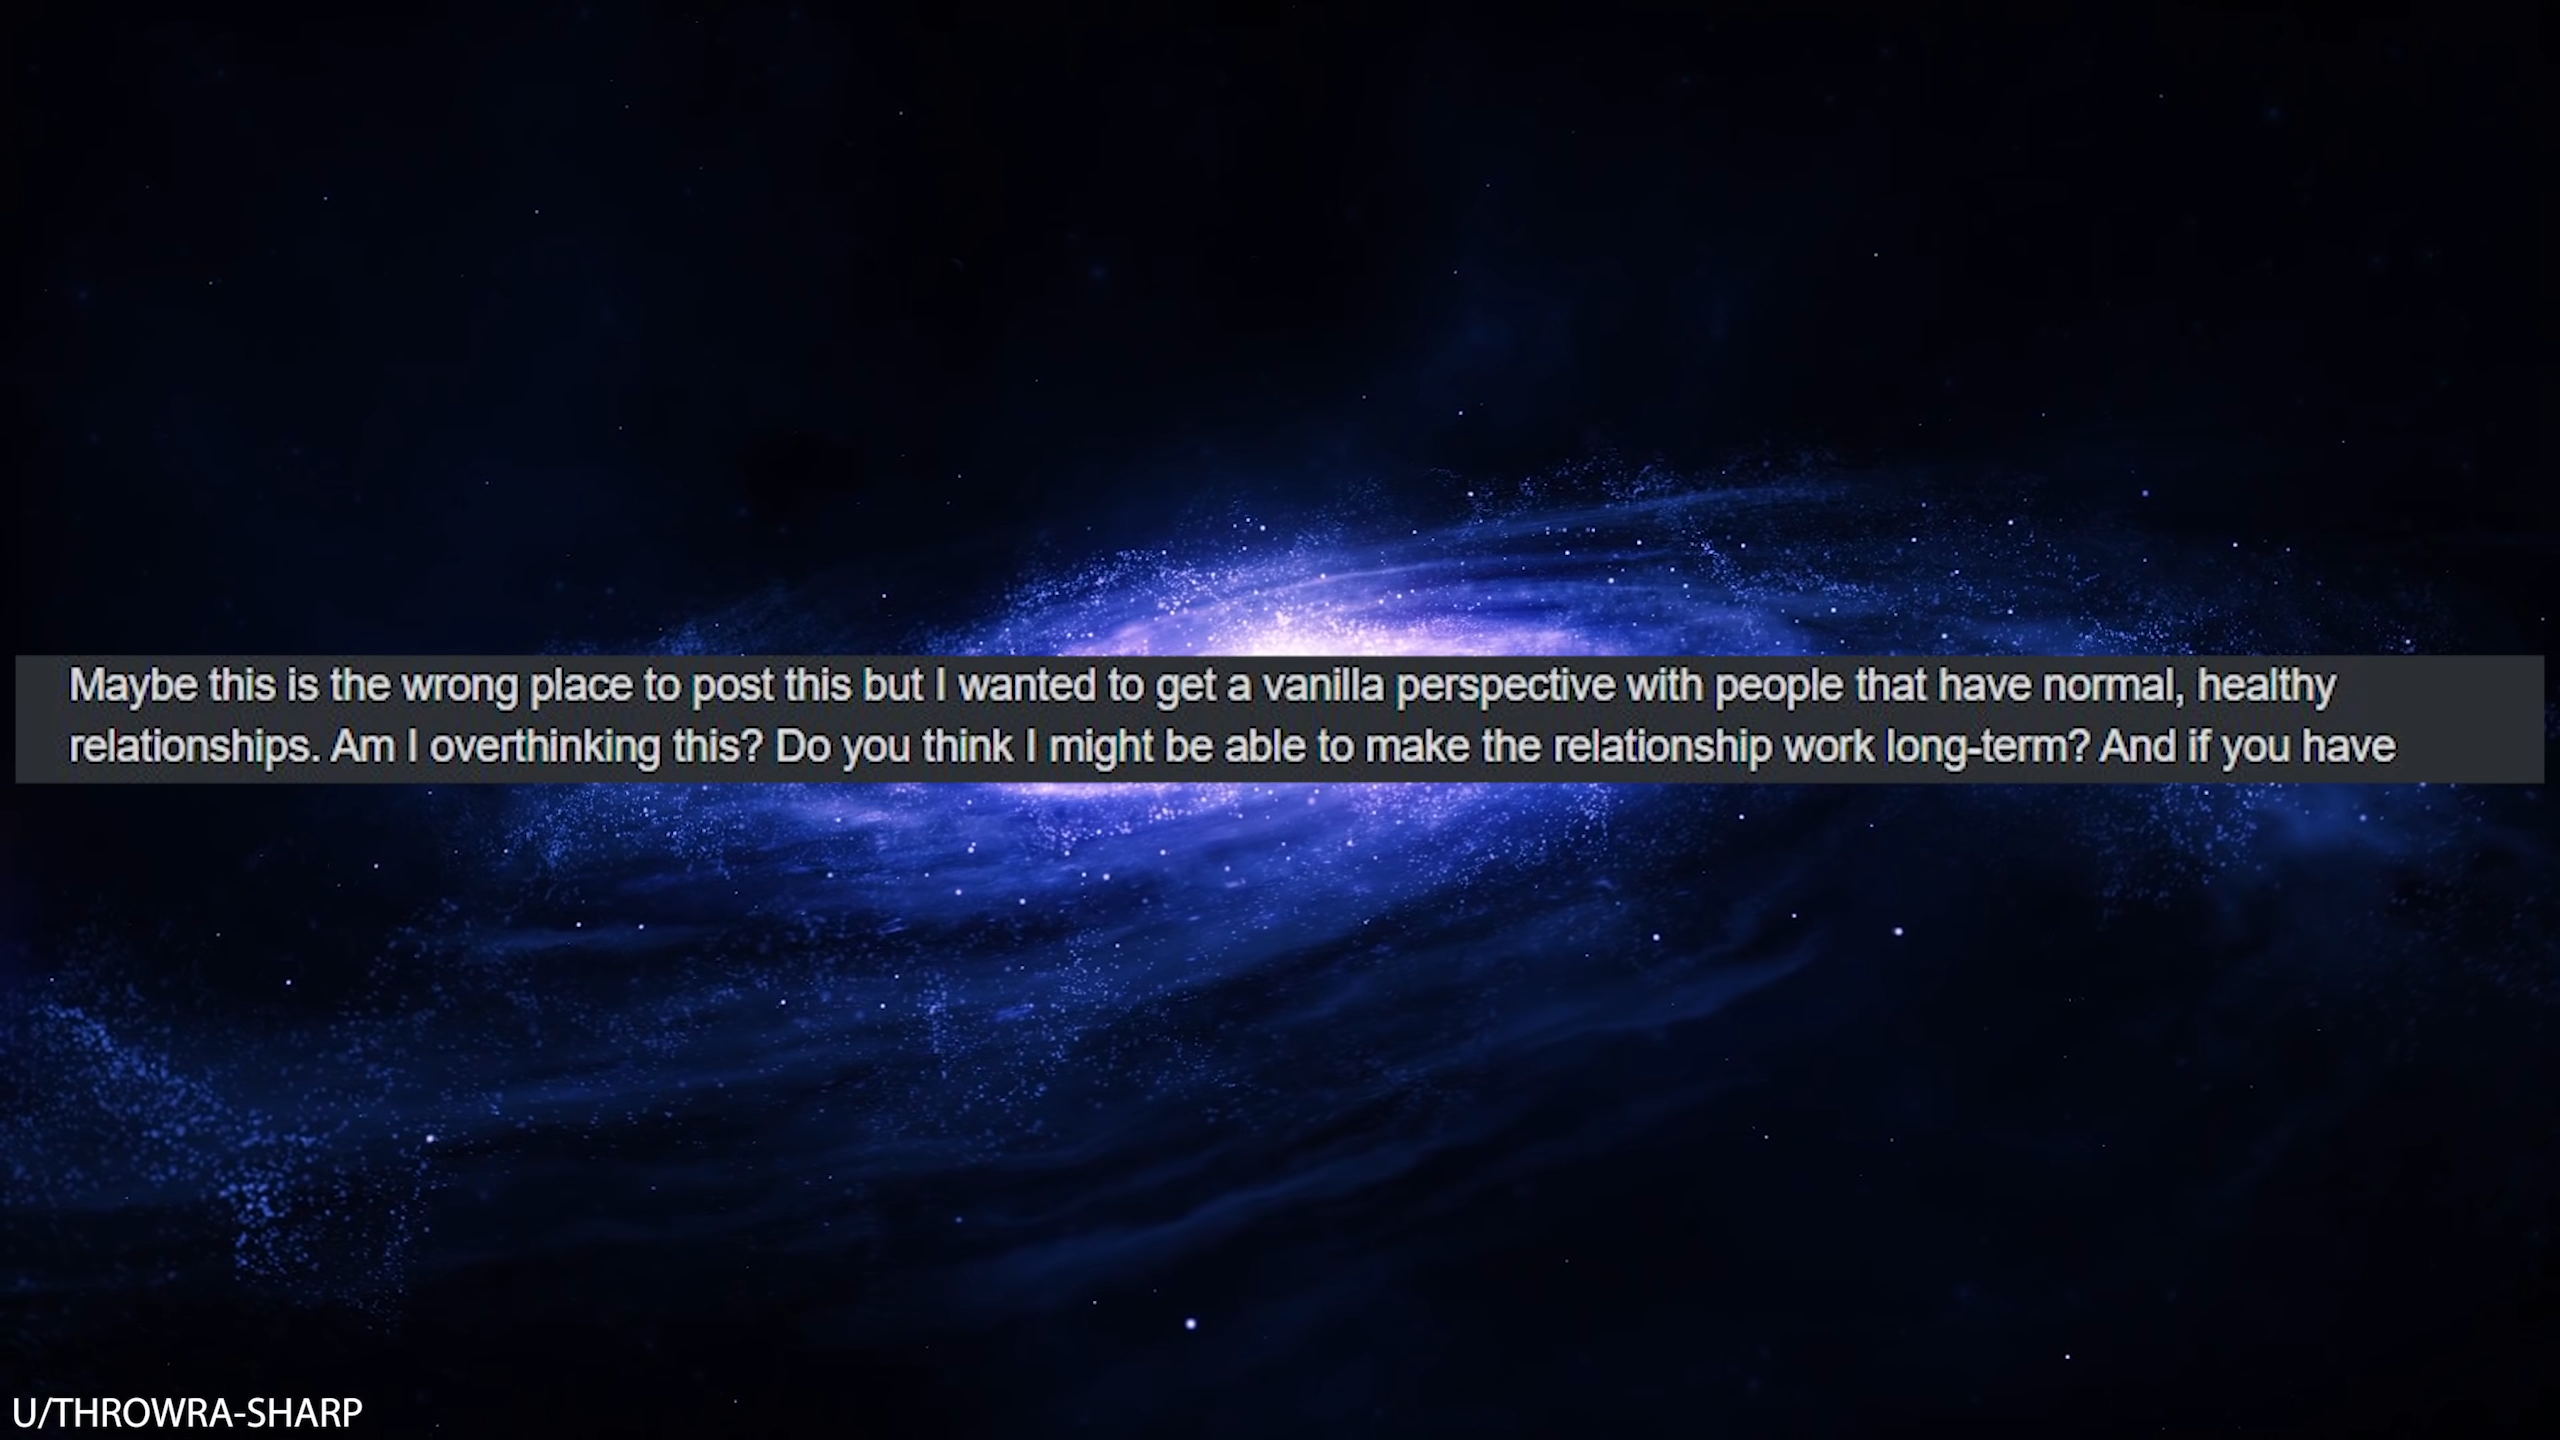 Maybe this is the wrong place to post this but I wanted to get a vanilla perspective with people that have normal, healthy
relationships. Am I overthinking this? Do you think I might be able to make the relationship work long-term? And if you have
U/THROWRA-SHARP